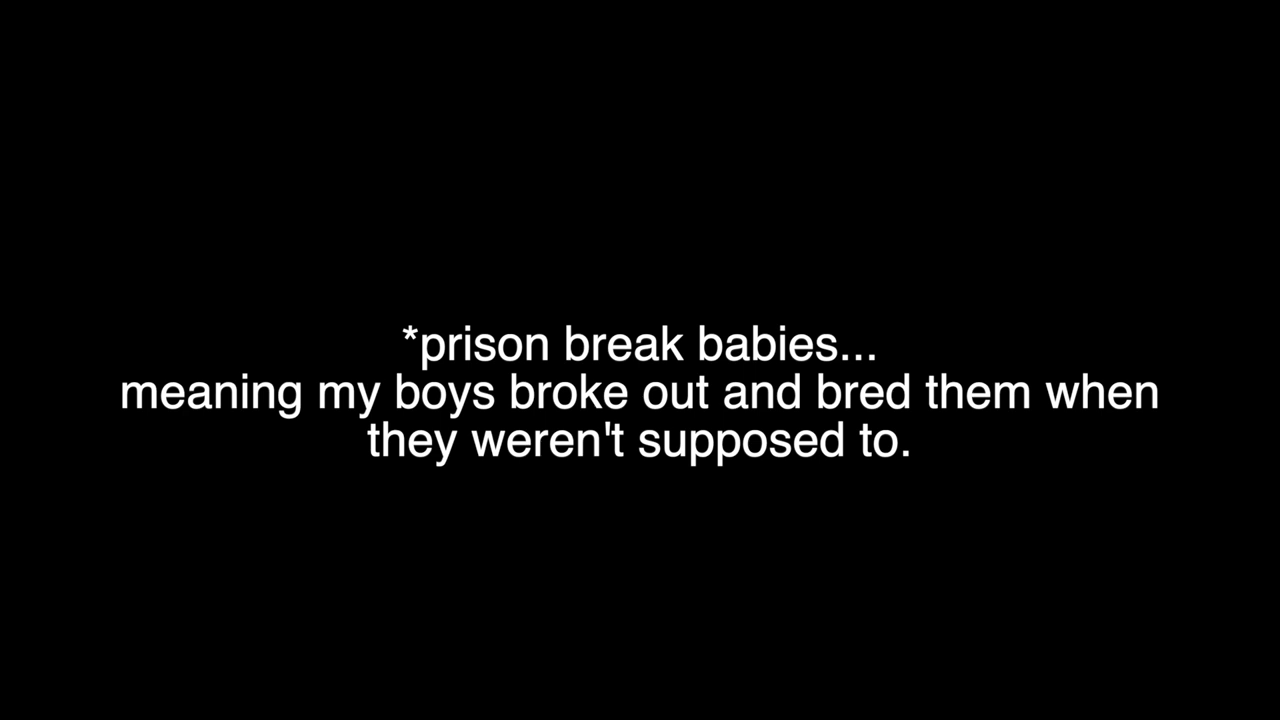 *prison break babies...
meaning my boys broke out and bred them when
they weren't supposed to.